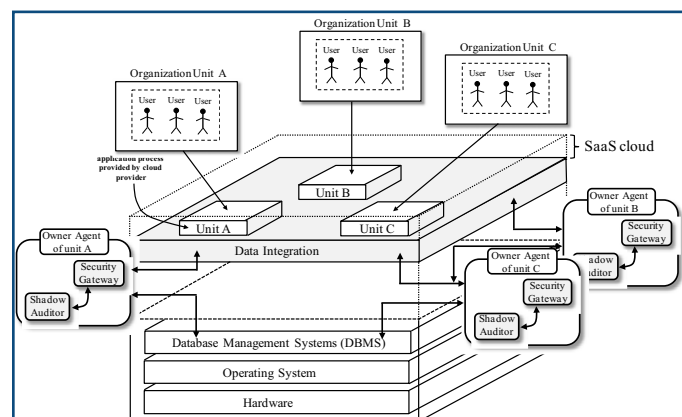 Organization Unit B
User User User
Organization Unit A
User User User
Organization Unit C
User User User
SaaS cloud
application process
provided by cloud
provider
Unit B
Unit A
Unit C
Data Integration
Owner Agent
of unit A
Security
Gateway
Shadow
Auditor
Owner Agent
of unit B
Security
Gateway
Shadow
Auditor
Owner Agent
of unit C
Security
Gateway
Shadow
Auditor
Database Management Systems (DBMS)
Operating System
Hardware